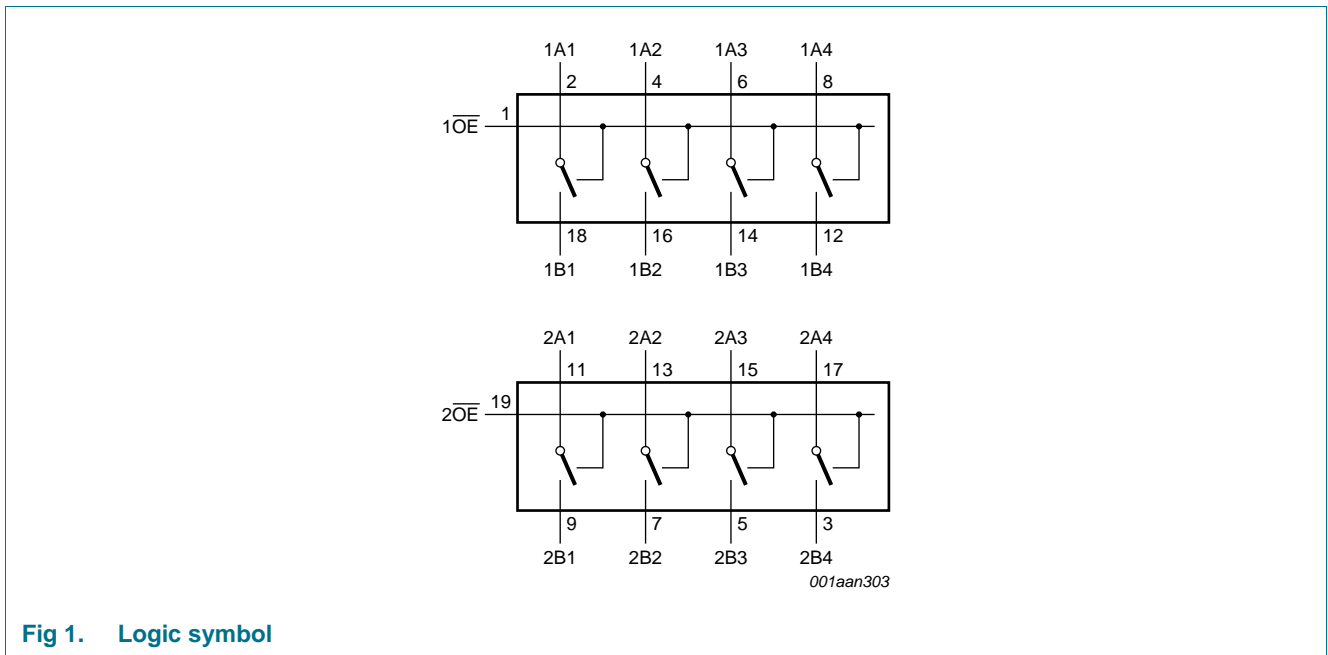 1A1 1A2 1A3 1A4
2 4 6 8
1
1O̅E̅
18 16 14 12
1B1 1B2 1B3 1B4
2A1 2A2 2A3 2A4
11 13 15 17
19
2O̅E̅
9 7 5 3
2B1 2B2 2B3 2B4
001aan303
Fig 1. Logic symbol